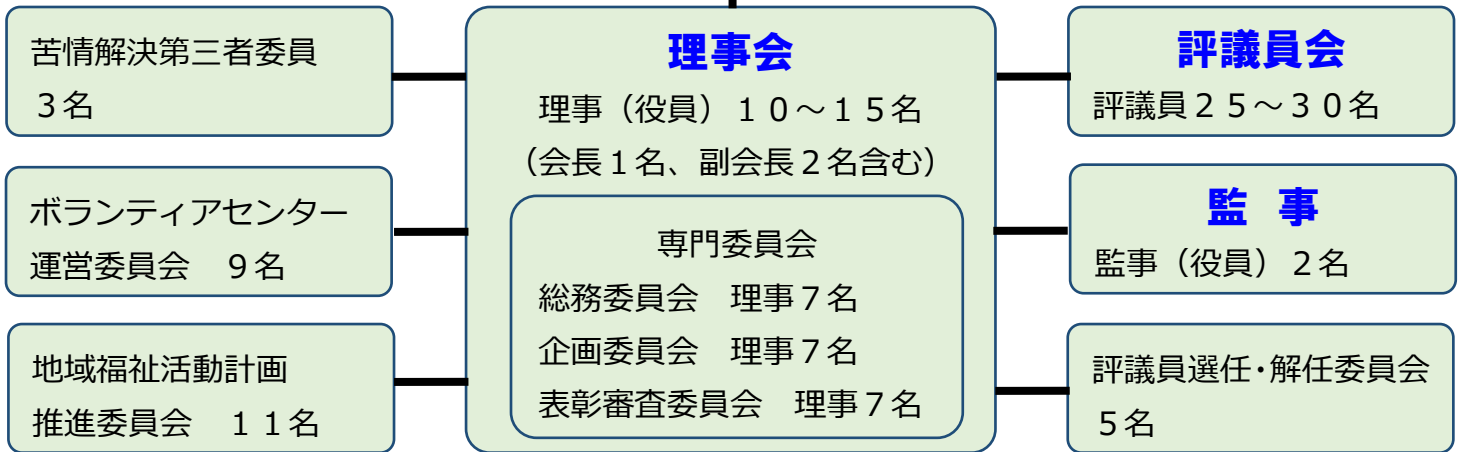 苦情解決第三者委員
３名
ボランティアセンター
運営委員会　９名
地域福祉活動計画
推進委員会　１１名
理事会
理事（役員）１０～１５名
（会長１名、副会長２名含む）
専門委員会
総務委員会　理事７名
企画委員会　理事７名
表彰審査委員会　理事７名
評議員会
評議員２５～３０名
監　事
監事（役員）２名
評議員選任・解任委員会
５名